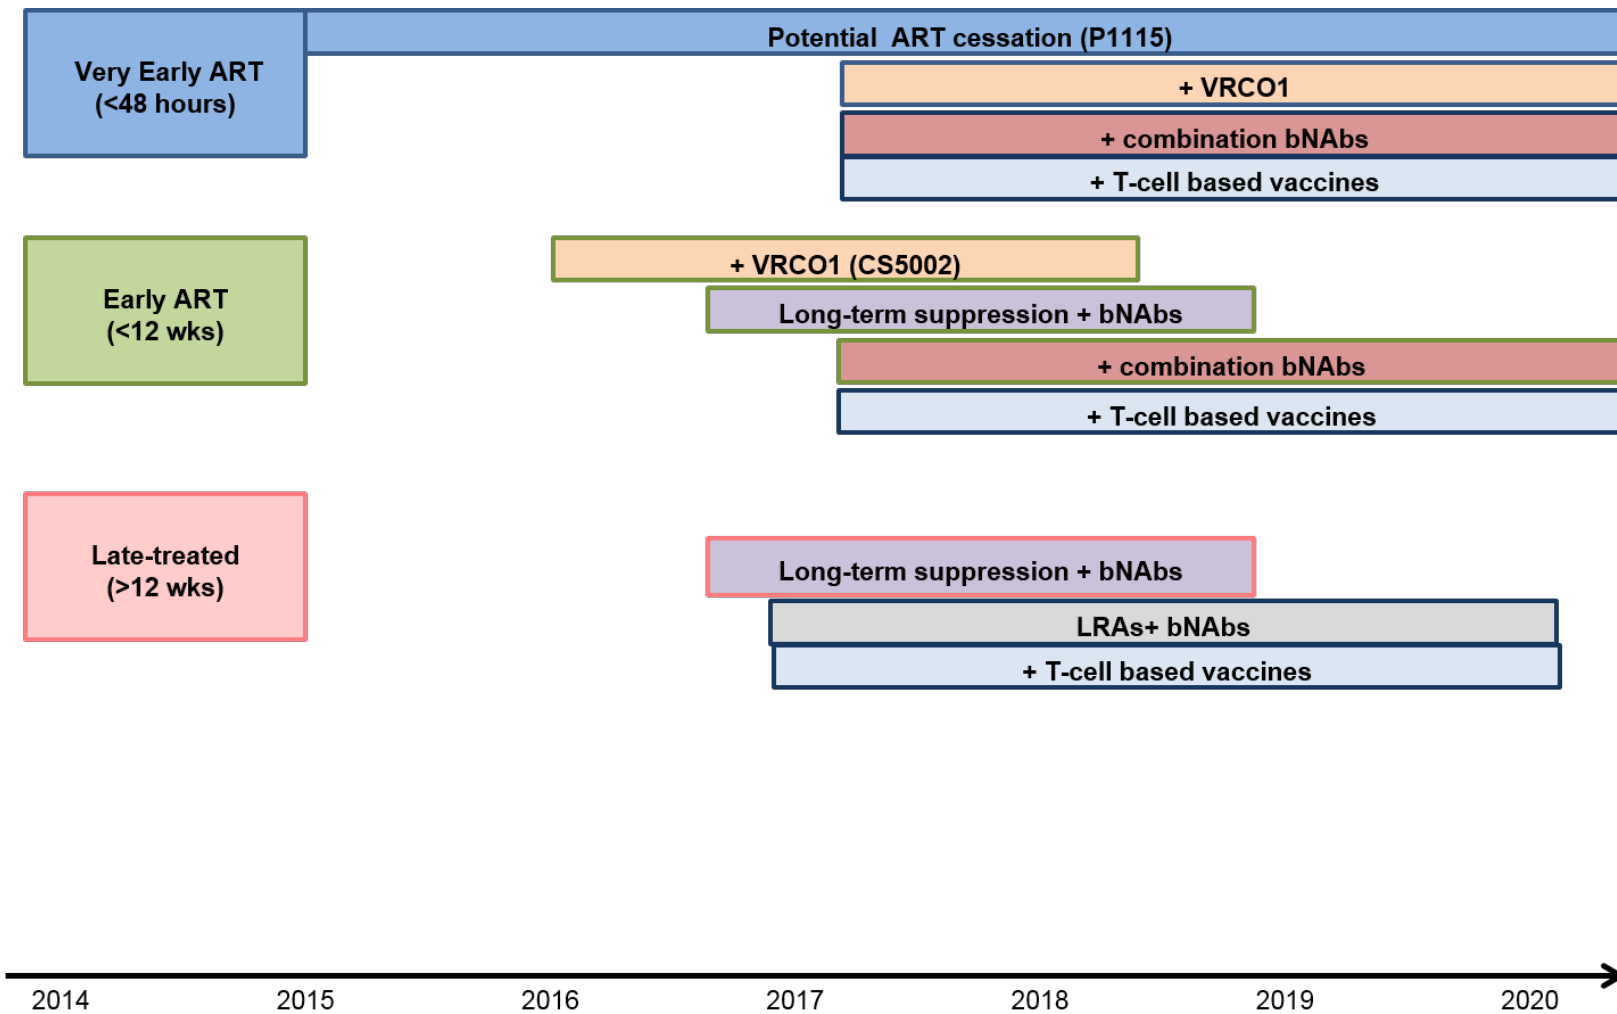 Potential ART cessation (P1115)
Very Early ART
(<48 hours)
+ VRCO1
+ combination bNAbs
+ T-cell based vaccines
Early ART
(<12 wks)
+ VRCO1 (CS5002)
Long-term suppression + bNAbs
+ combination bNAbs
+ T-cell based vaccines
Late-treated
(>12 wks)
Long-term suppression + bNAbs
LRAs+ bNAbs
+ T-cell based vaccines
2014 2015 2016 2017 2018 2019 2020